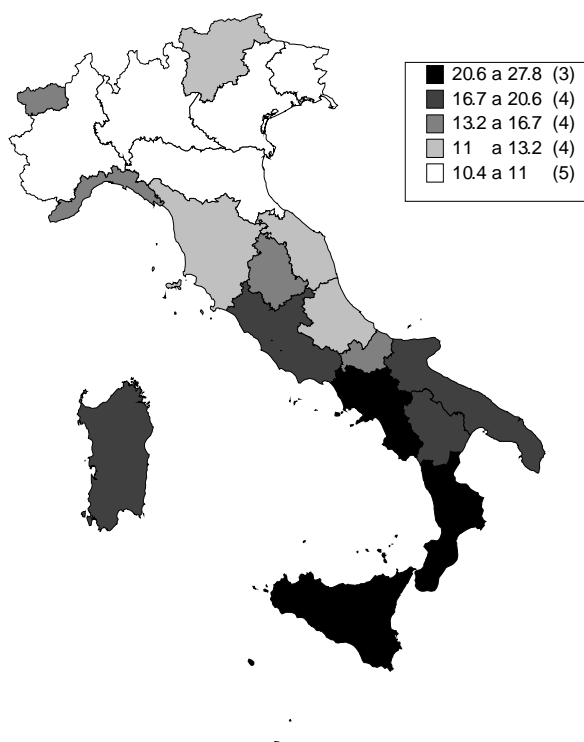 20.6 a 27.8 (3)
16.7 a 20.6 (4)
13.2 a 16.7 (4)
11 a 13.2 (4)
10.4 a 11 (5)